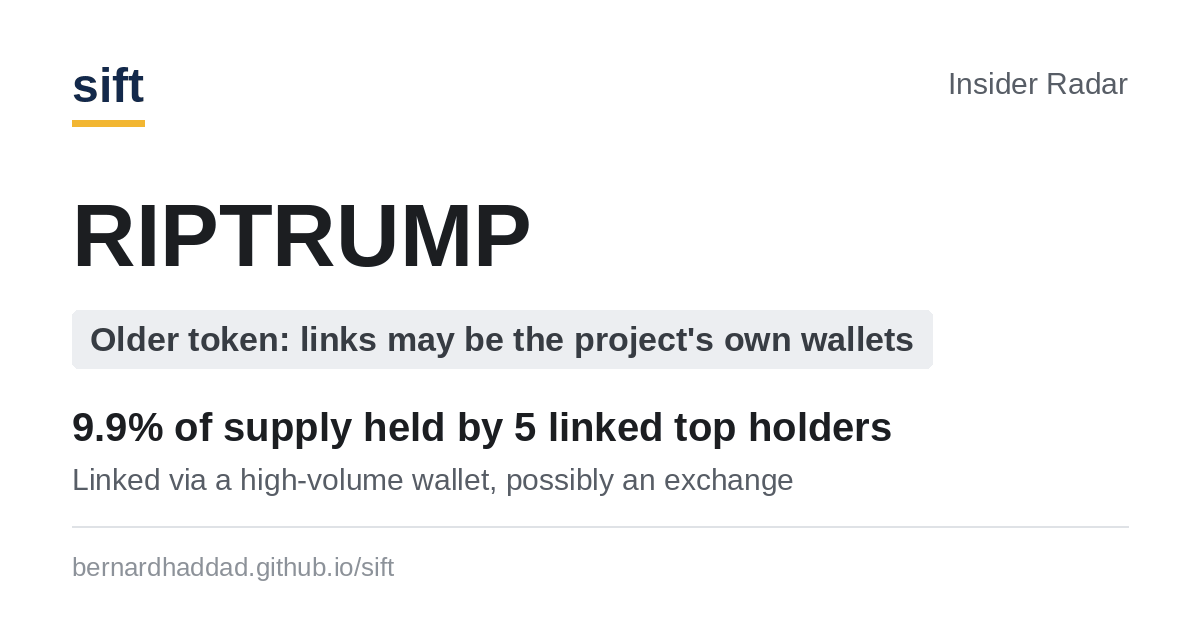 sift
Insider Radar
RIPTRUMP
Older token: links may be the project's own wallets
9.9% of supply held by 5 linked top holders
Linked via a high-volume wallet, possibly an exchange
bernardhaddad.github.io/sift